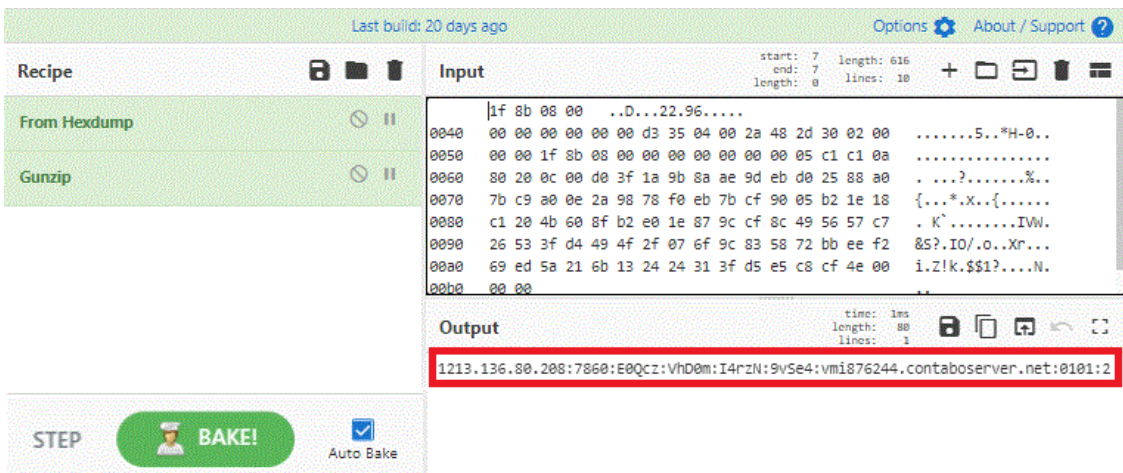 Last build: 20 days ago
Options
About / Support
Recipe
Input
start: 7
end: 7
length: 0
length: 616
lines: 10
From Hexdump
Gunzip
1f 8b 08 00 ..D...22.96.....
0040 00 00 00 00 00 00 d3 35 04 00 2a 48 2d 30 02 00 .......5..*H-0..
0050 00 00 1f 8b 08 00 00 00 00 00 00 00 05 c1 c1 0a ................
0060 80 20 0c 00 d0 3f 1a 9b 8a ae 9d eb d0 25 88 a0 . ...?.......%..
0070 7b c9 a0 0e 2a 98 78 f0 eb 7b cf 90 05 b2 1e 18 {...*.x..{......
0080 c1 20 4b 60 8f b2 e0 1e 87 9c cf 8c 49 56 57 c7 . K`........IVW.
0090 26 53 3f d4 49 4f 2f 07 6f 9c 83 58 72 bb ee f2 &S?.IO/.o..Xr...
00a0 69 ed 5a 21 6b 13 24 24 31 3f d5 e5 c8 cf 4e 00 i.Z!k.$$1?....N.
00b0 00 00 ..
Output
time: 1ms
length: 80
lines: 1
1213.136.80.208:7860:E0Qcz:VhD0m:I4rzN:9vSe4:vmi876244.contaboserver.net:0101:2
STEP
BAKE!
Auto Bake